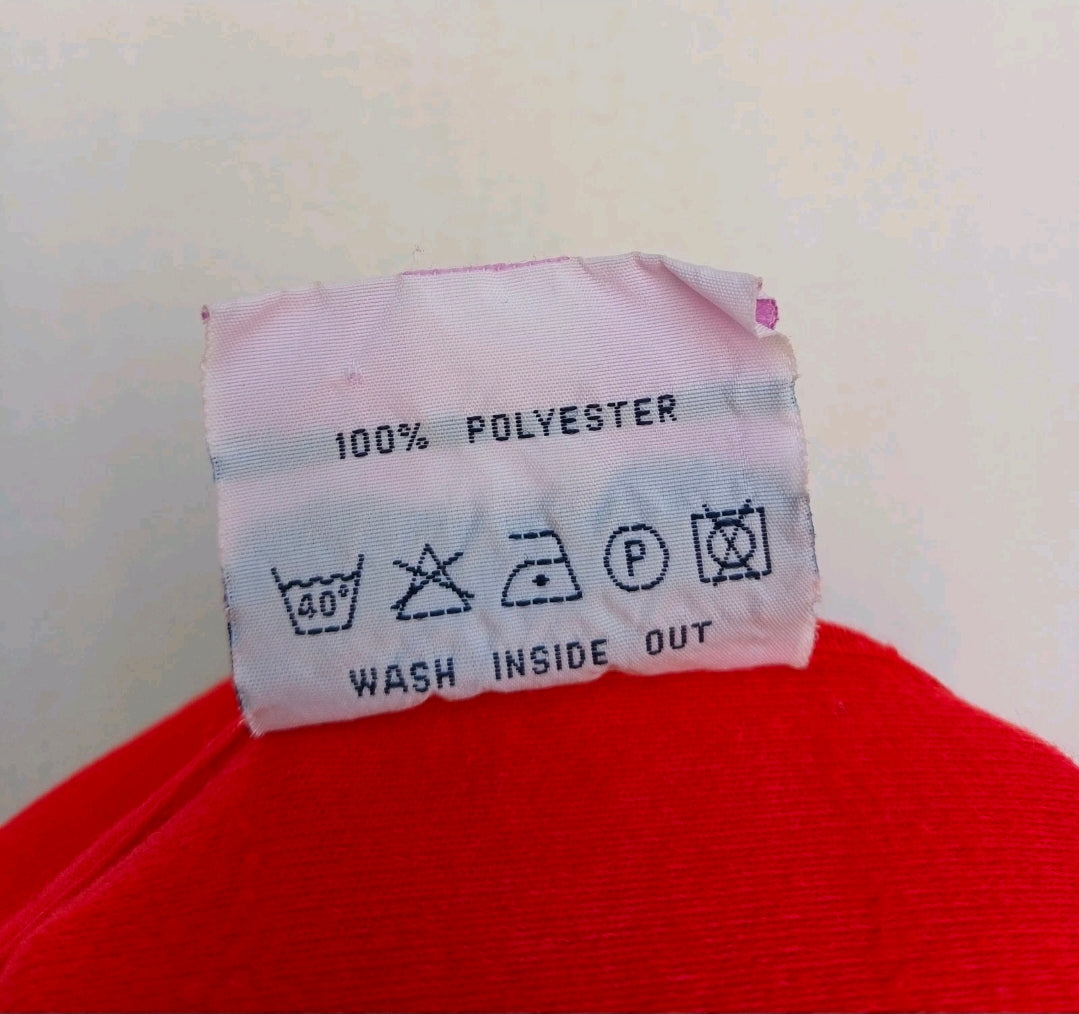 100% POLYESTER
40° P
WASH INSIDE OUT